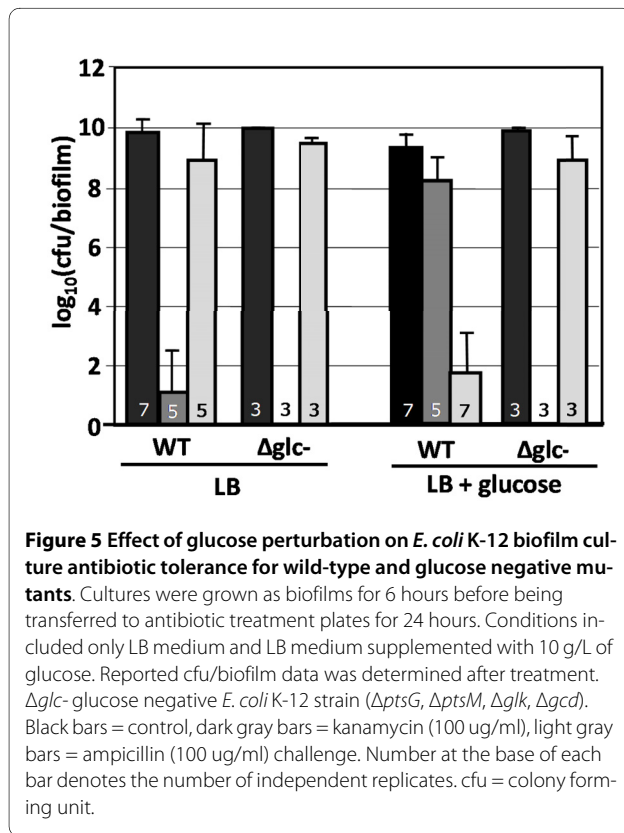 12
10
8
6
4
2
0
log₁₀(cfu/biofilm)
7 5 5 3 3 3 7 5 7 3 3 3
WT Δglc- WT Δglc-
LB LB + glucose
Figure 5 Effect of glucose perturbation on E. coli K-12 biofilm cul-
ture antibiotic tolerance for wild-type and glucose negative mu-
tants. Cultures were grown as biofilms for 6 hours before being
transferred to antibiotic treatment plates for 24 hours. Conditions in-
cluded only LB medium and LB medium supplemented with 10 g/L of
glucose. Reported cfu/biofilm data was determined after treatment.
Δglc- glucose negative E. coli K-12 strain (ΔptsG, ΔptsM, Δglk, Δgcd).
Black bars = control, dark gray bars = kanamycin (100 ug/ml), light gray
bars = ampicillin (100 ug/ml) challenge. Number at the base of each
bar denotes the number of independent replicates. cfu = colony form-
ing unit.